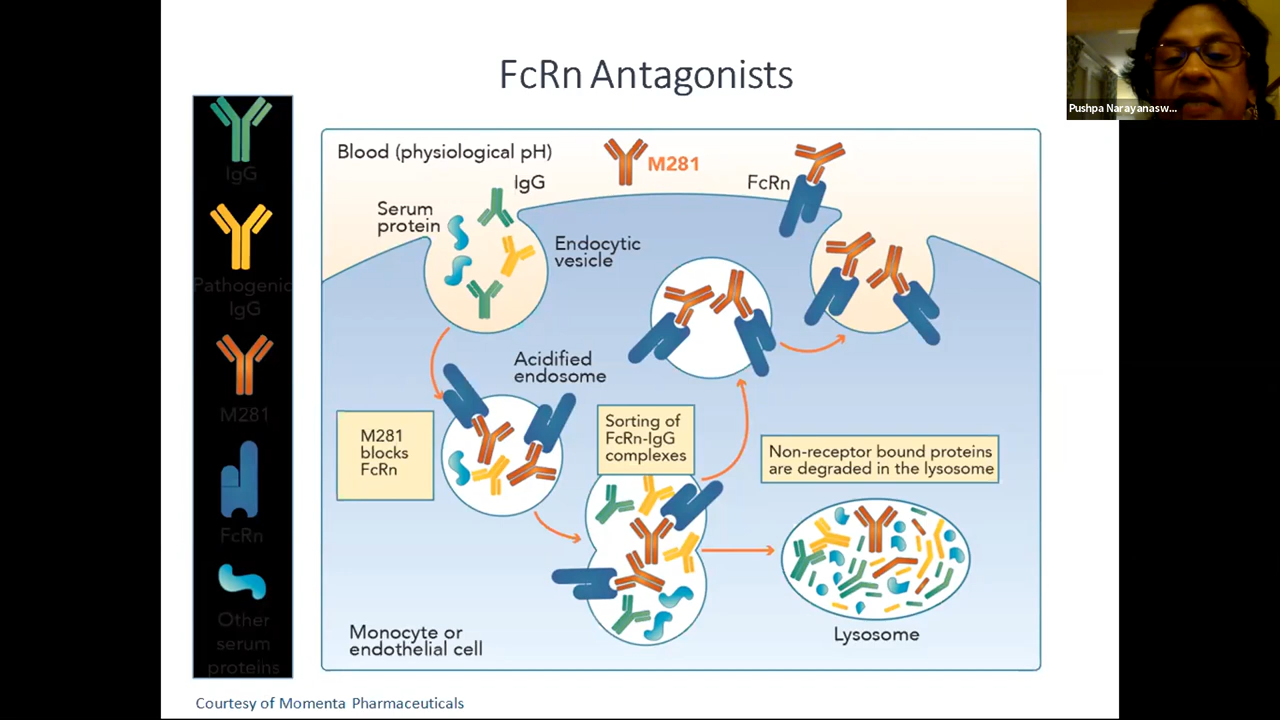 FcRn Antagonists
Pushpa Narayanasw...
IgG
Pathogenic
IgG
M281
FcRn
Other
serum
proteins
Blood (physiological pH)
M281
IgG
FcRn
Serum
protein
Endocytic
vesicle
Acidified
endosome
M281
blocks
FcRn
Sorting of
FcRn-IgG
complexes
Non-receptor bound proteins
are degraded in the lysosome
Monocyte or
endothelial cell
Lysosome
Courtesy of Momenta Pharmaceuticals